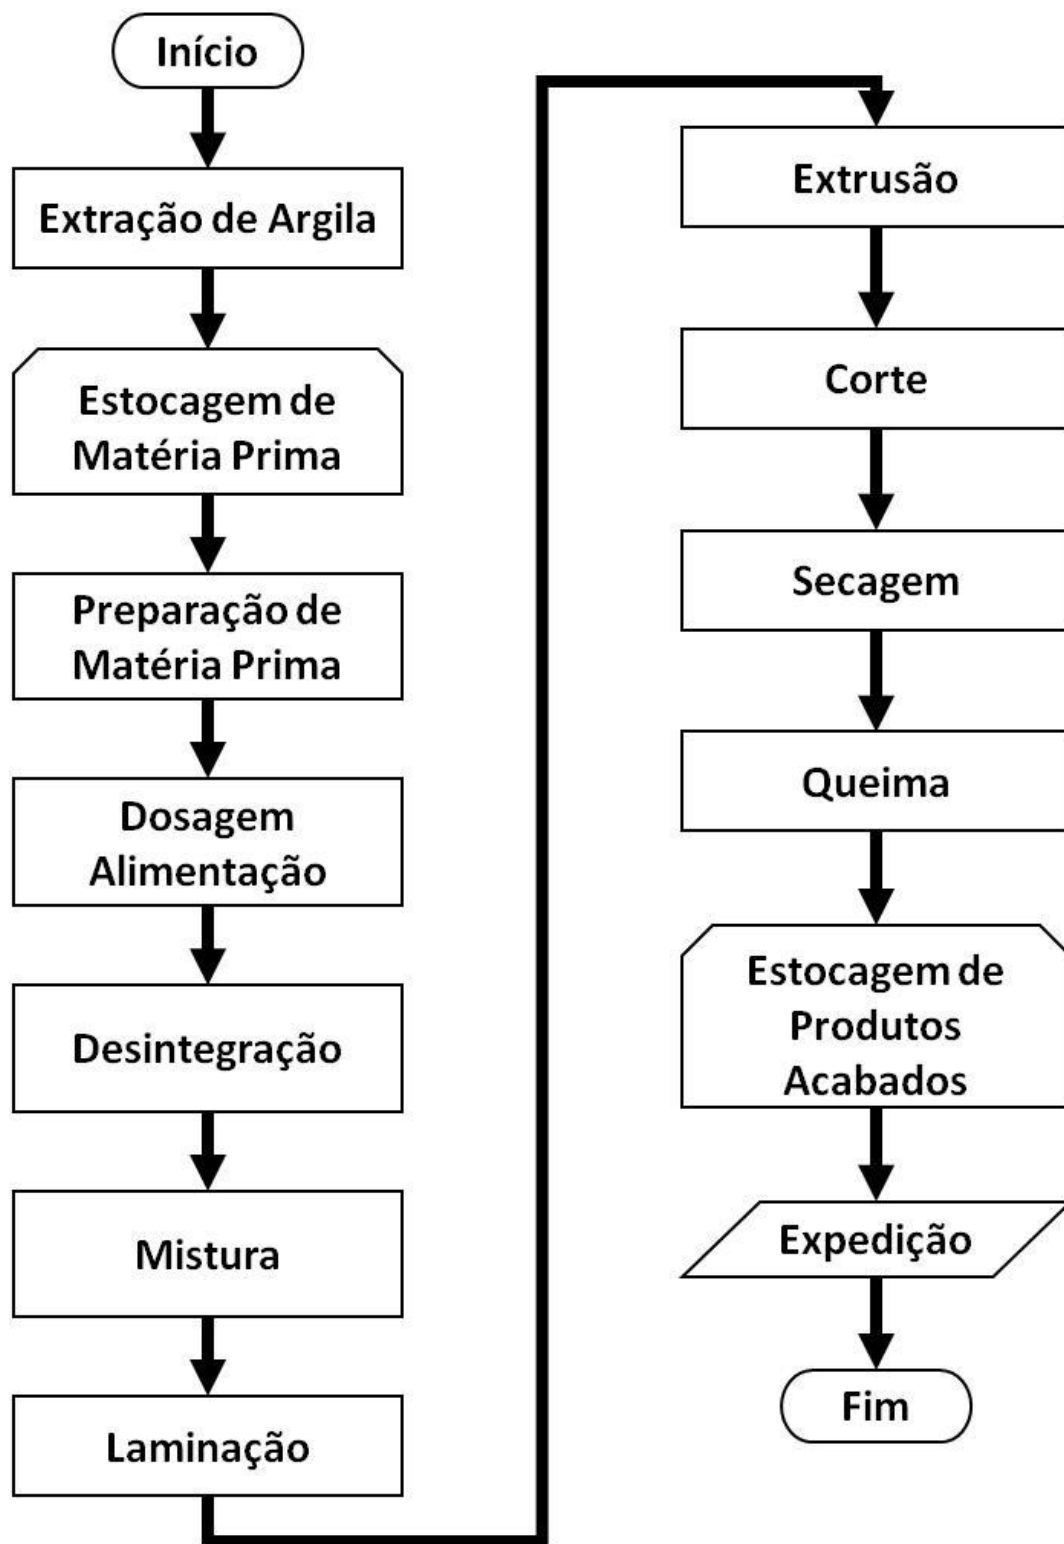 Início
Extração de Argila
Estocagem de
Matéria Prima
Preparação de
Matéria Prima
Dosagem
Alimentação
Desintegração
Mistura
Laminação
Extrusão
Corte
Secagem
Queima
Estocagem de
Produtos
Acabados
Expedição
Fim